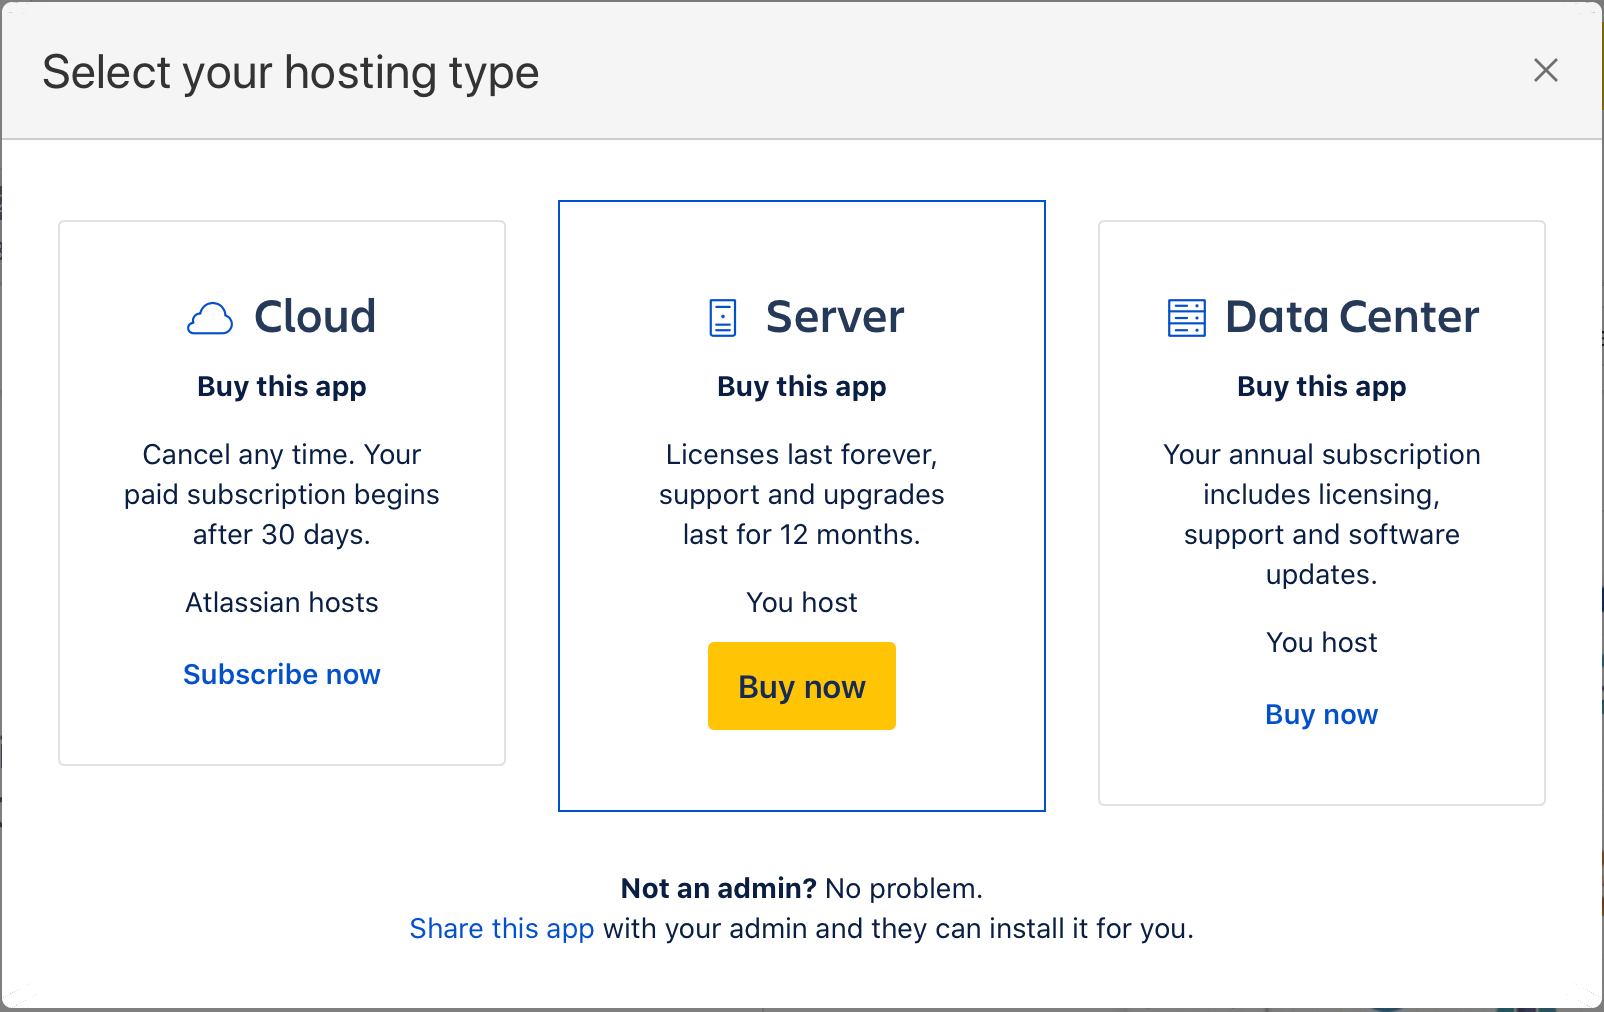 Select your hosting type
Cloud
Buy this app
Cancel any time. Your
paid subscription begins
after 30 days.
Atlassian hosts
Subscribe now
Server
Buy this app
Licenses last forever,
support and upgrades
last for 12 months.
You host
Buy now
Data Center
Buy this app
Your annual subscription
includes licensing,
support and software
updates.
You host
Buy now
Not an admin? No problem.
Share this app with your admin and they can install it for you.